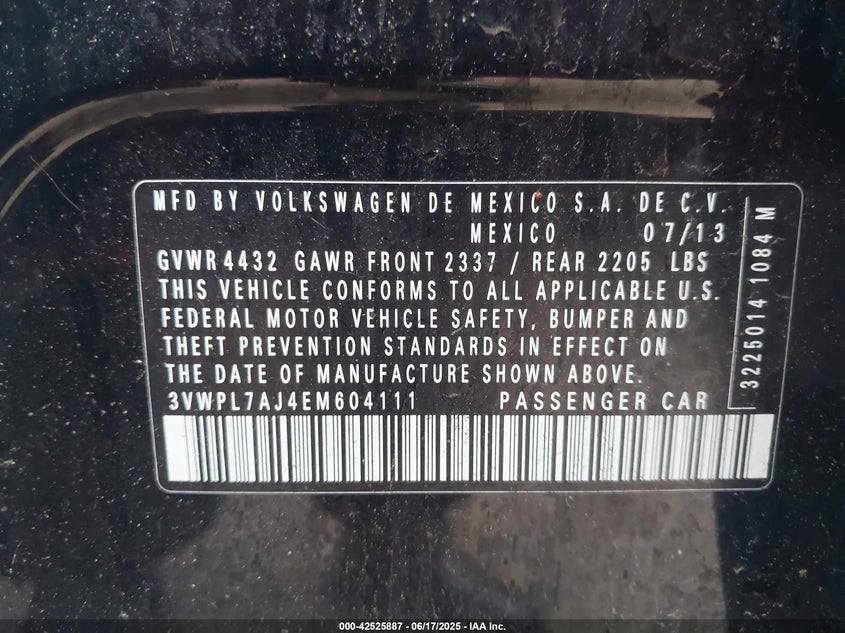 MFD BY VOLKSWAGEN DE MEXICO S.A. DE C.V.
MEXICO 07/13
GVWR 4432 GAWR FRONT 2337 / REAR 2205 LBS
THIS VEHICLE CONFORMS TO ALL APPLICABLE U.S.
FEDERAL MOTOR VEHICLE SAFETY, BUMPER AND
THEFT PREVENTION STANDARDS IN EFFECT ON
THE DATE OF MANUFACTURE SHOWN ABOVE.
3VWPL7AJ4EM604111 PASSENGER CAR
3225014 1084 M
000-42525887 - 06/17/2025 - IAA Inc.